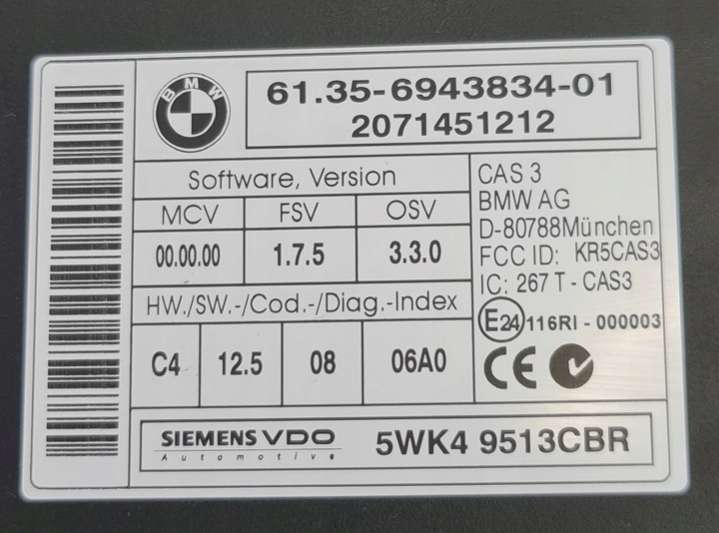 BMW
61.35-6943834-01
2071451212
Software, Version
MCV FSV OSV
00.00.00 1.7.5 3.3.0
HW./SW.-/Cod.-/Diag.-Index
C4 12.5 08 06A0
CAS 3
BMW AG
D-80788München
FCC ID: KR5CAS3
IC: 267 T - CAS3
E24 116RI - 000003
CE
SIEMENS VDO
Automotive
5WK4 9513CBR